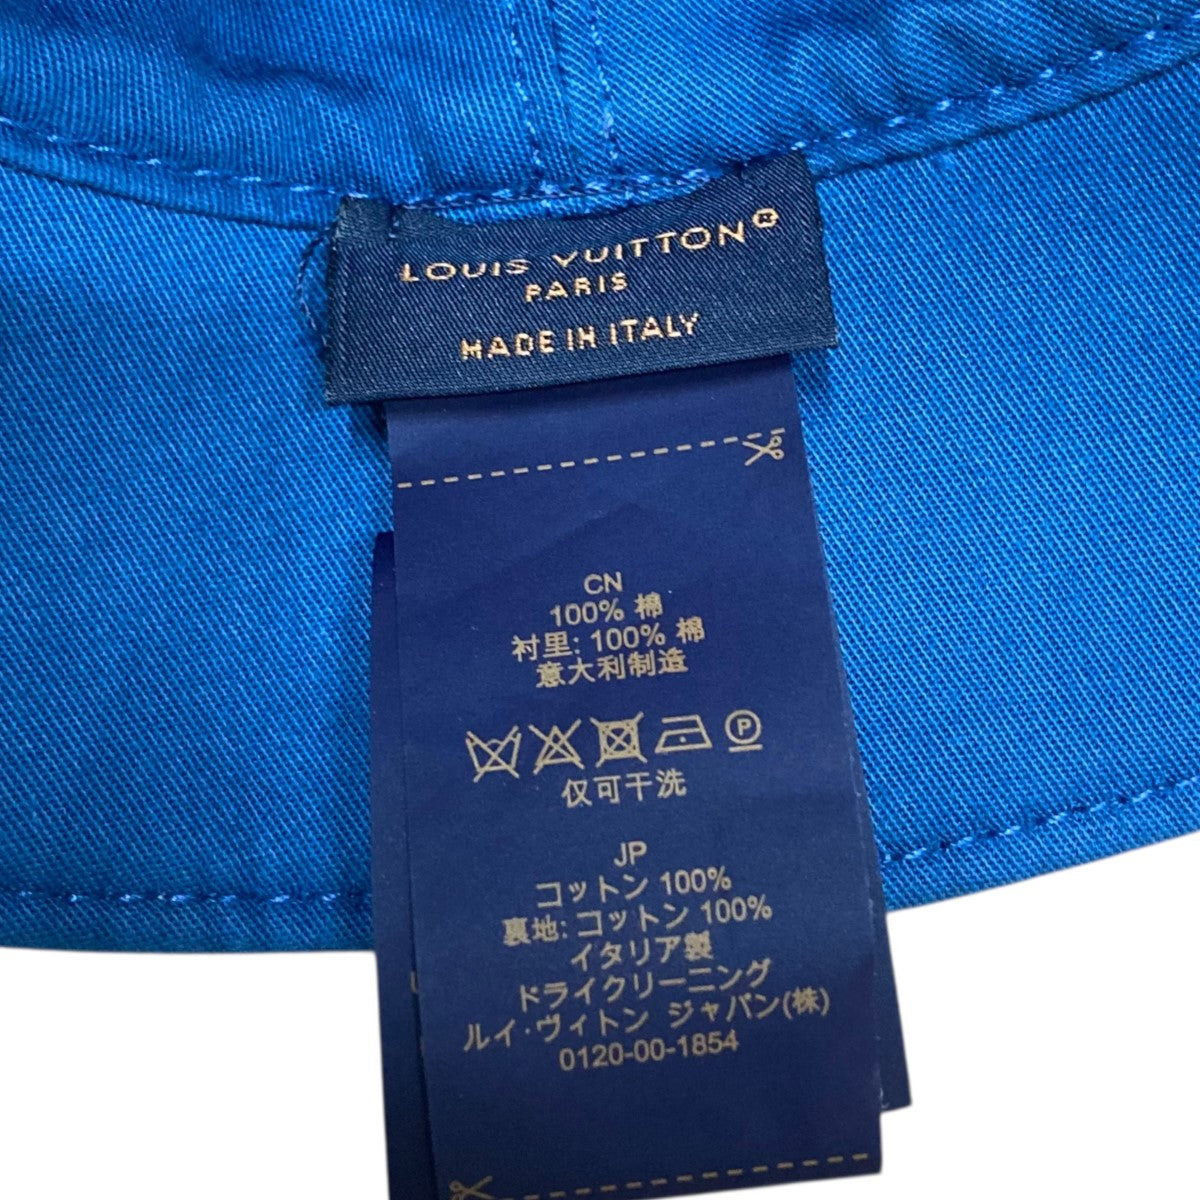 LOUIS VUITTON®
PARIS
MADE IN ITALY
CN
100% 棉
衬里: 100% 棉
意大利制造
P
仅可干洗
JP
コットン 100%
裏地: コットン 100%
イタリア製
ドライクリーニング
ルイ・ヴィトン ジャパン(株)
0120-00-1854